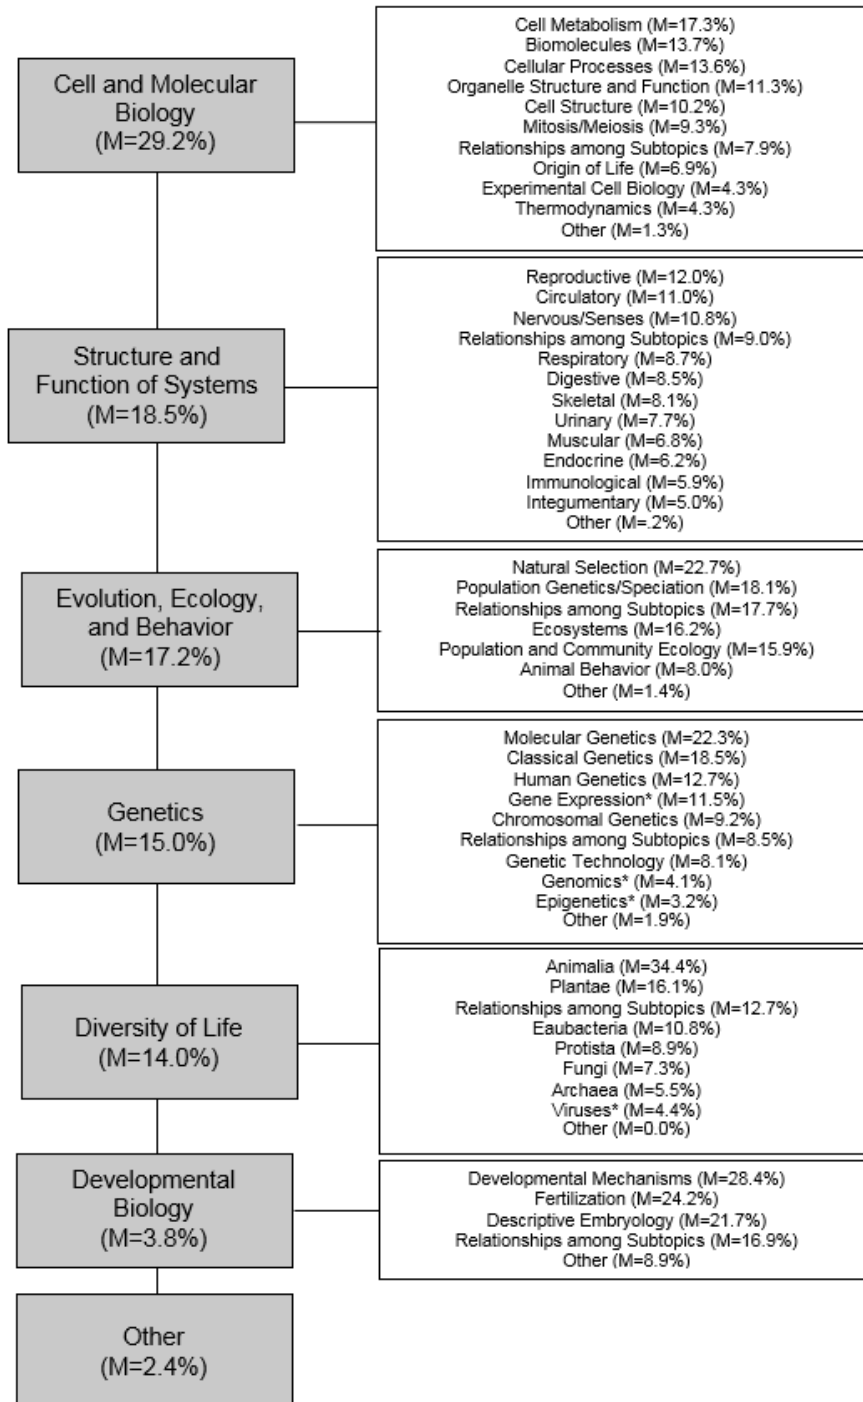 Cell and Molecular
Biology
(M=29.2%)
Cell Metabolism (M=17.3%)
Biomolecules (M=13.7%)
Cellular Processes (M=13.6%)
Organelle Structure and Function (M=11.3%)
Cell Structure (M=10.2%)
Mitosis/Meiosis (M=9.3%)
Relationships among Subtopics (M=7.9%)
Origin of Life (M=6.9%)
Experimental Cell Biology (M=4.3%)
Thermodynamics (M=4.3%)
Other (M=1.3%)
Structure and
Function of Systems
(M=18.5%)
Reproductive (M=12.0%)
Circulatory (M=11.0%)
Nervous/Senses (M=10.8%)
Relationships among Subtopics (M=9.0%)
Respiratory (M=8.7%)
Digestive (M=8.5%)
Skeletal (M=8.1%)
Urinary (M=7.7%)
Muscular (M=6.8%)
Endocrine (M=6.2%)
Immunological (M=5.9%)
Integumentary (M=5.0%)
Other (M=.2%)
Evolution, Ecology,
and Behavior
(M=17.2%)
Natural Selection (M=22.7%)
Population Genetics/Speciation (M=18.1%)
Relationships among Subtopics (M=17.7%)
Ecosystems (M=16.2%)
Population and Community Ecology (M=15.9%)
Animal Behavior (M=8.0%)
Other (M=1.4%)
Genetics
(M=15.0%)
Molecular Genetics (M=22.3%)
Classical Genetics (M=18.5%)
Human Genetics (M=12.7%)
Gene Expression* (M=11.5%)
Chromosomal Genetics (M=9.2%)
Relationships among Subtopics (M=8.5%)
Genetic Technology (M=8.1%)
Genomics* (M=4.1%)
Epigenetics* (M=3.2%)
Other (M=1.9%)
Diversity of Life
(M=14.0%)
Animalia (M=34.4%)
Plantae (M=16.1%)
Relationships among Subtopics (M=12.7%)
Eaubacteria (M=10.8%)
Protista (M=8.9%)
Fungi (M=7.3%)
Archaea (M=5.5%)
Viruses* (M=4.4%)
Other (M=0.0%)
Developmental
Biology
(M=3.8%)
Developmental Mechanisms (M=28.4%)
Fertilization (M=24.2%)
Descriptive Embryology (M=21.7%)
Relationships among Subtopics (M=16.9%)
Other (M=8.9%)
Other
(M=2.4%)